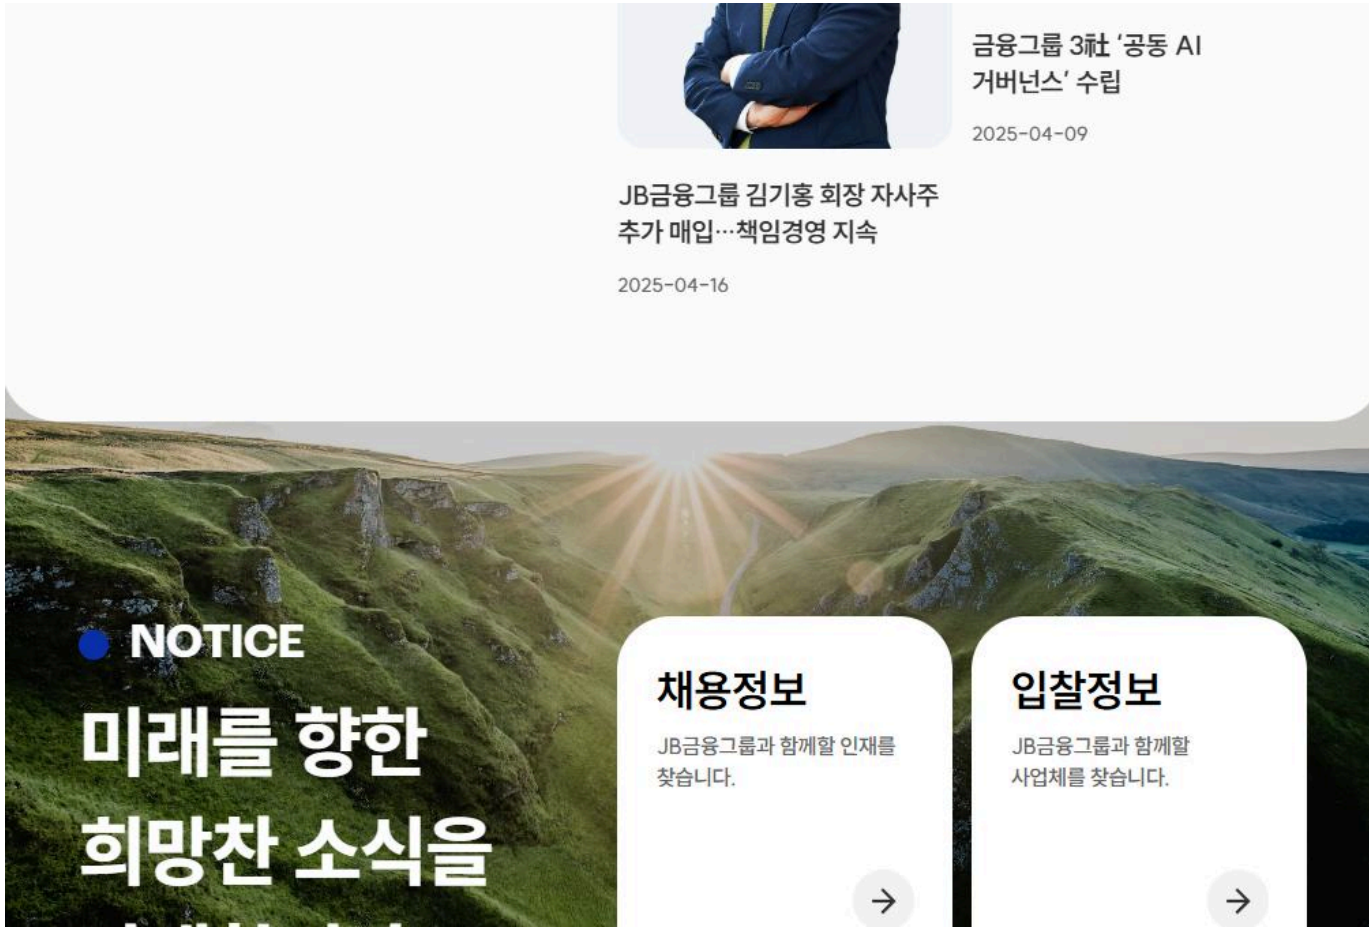 금융그룹 3社 ‘공동 AI
거버넌스’ 수립
2025-04-09
JB금융그룹 김기홍 회장 자사주
추가 매입…책임경영 지속
2025-04-16
NOTICE
미래를 향한
희망찬 소식을
채용정보
JB금융그룹과 함께할 인재를
찾습니다.
입찰정보
JB금융그룹과 함께할
사업체를 찾습니다.